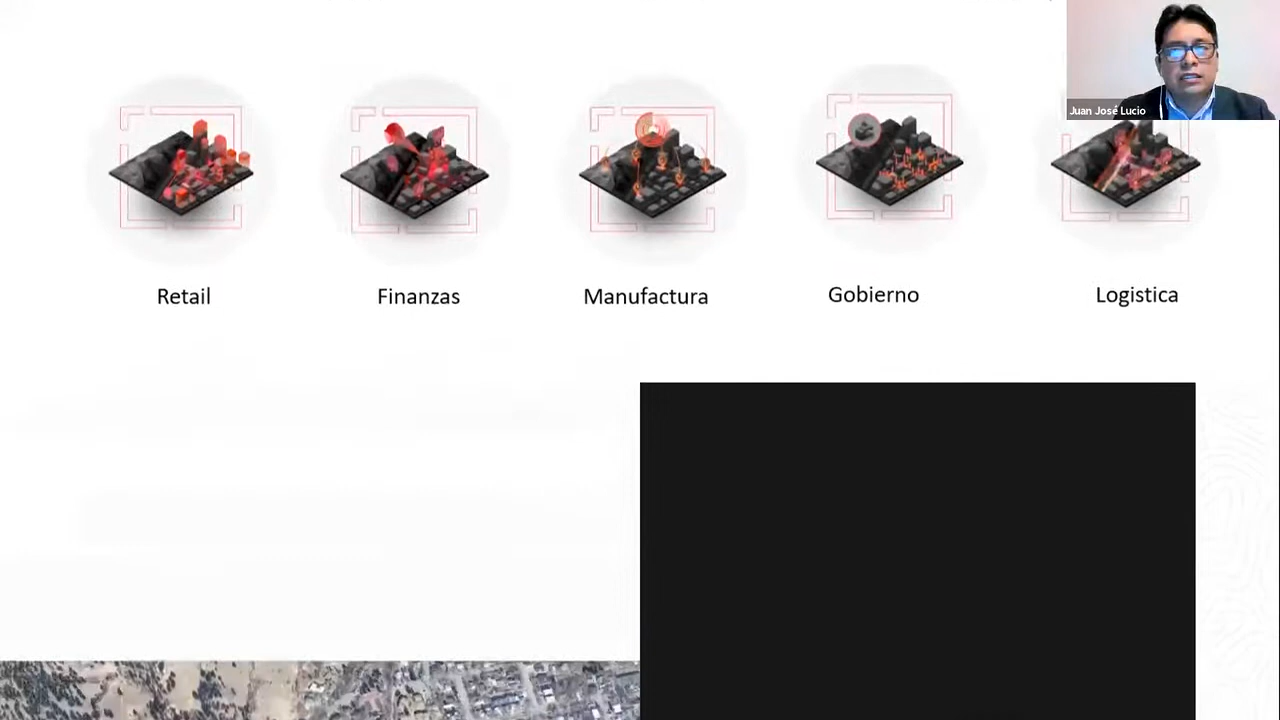 Juan José Lucio
Retail
Finanzas
Manufactura
Gobierno
Logistica